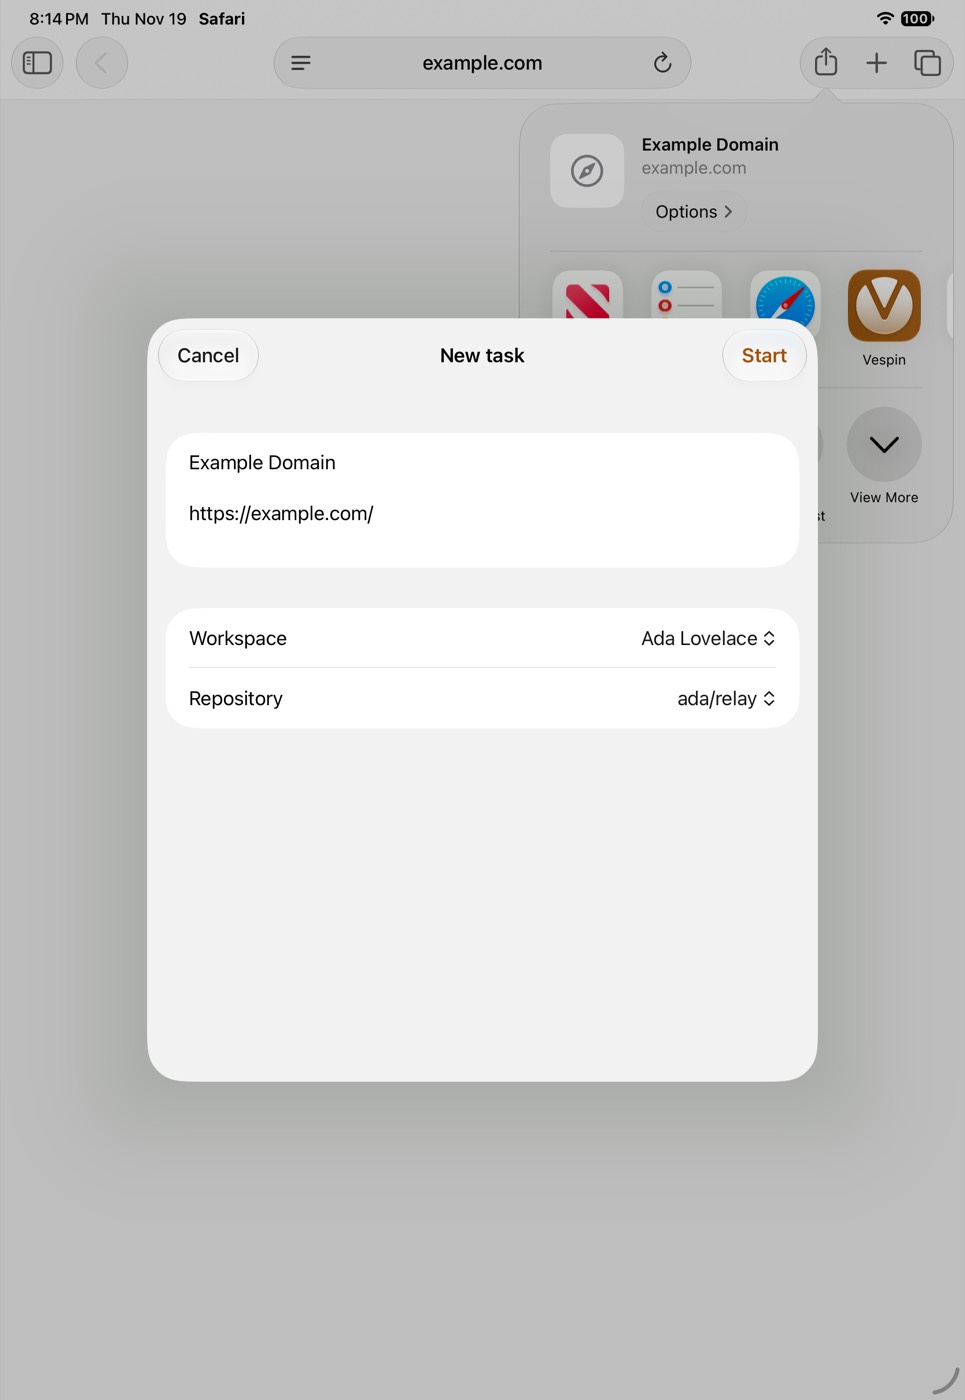 8:14 PM Thu Nov 19 Safari
100
example.com
Example Domain
example.com
Options
Vespin
View More
st
Cancel
New task
Start
Example Domain
https://example.com/
Workspace
Ada Lovelace
Repository
ada/relay